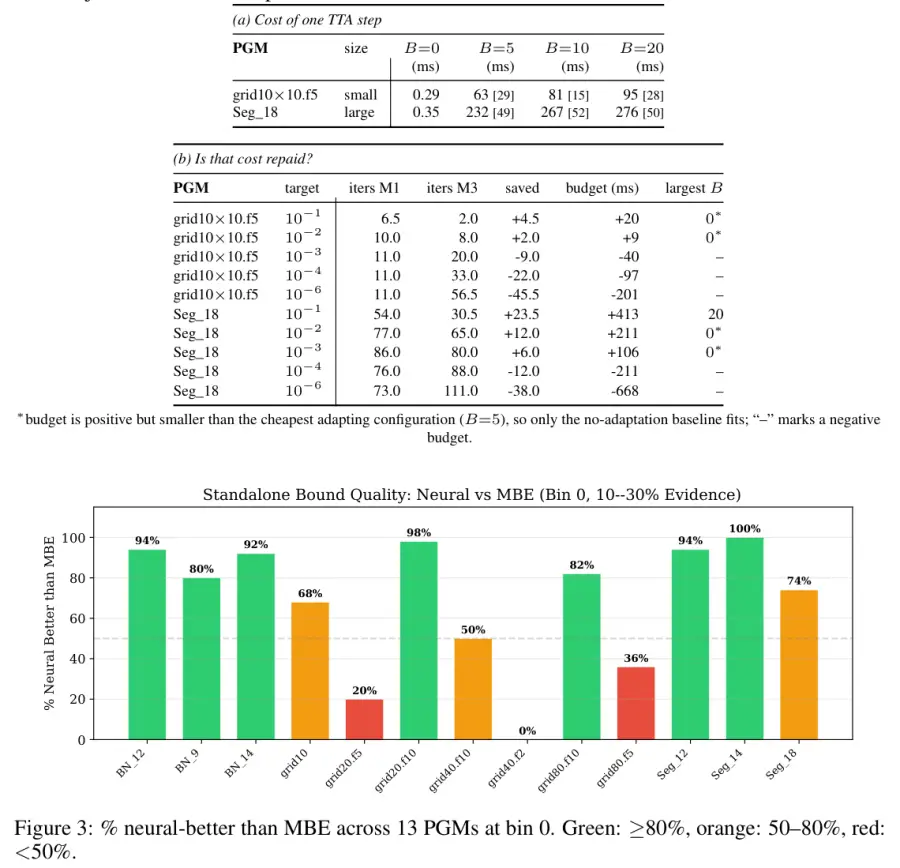 (a) Cost of one TTA step
PGM size B=0 B=5 B=10 B=20
(ms) (ms) (ms) (ms)
grid10×10.f5 small 0.29 63 [29] 81 [15] 95 [28]
Seg_18 large 0.35 232 [49] 267 [52] 276 [50]
(b) Is that cost repaid?
PGM target iters M1 iters M3 saved budget (ms) largest B
grid10×10.f5 10⁻¹ 6.5 2.0 +4.5 +20 0*
grid10×10.f5 10⁻² 10.0 8.0 +2.0 +9 0*
grid10×10.f5 10⁻³ 11.0 20.0 -9.0 -40 –
grid10×10.f5 10⁻⁴ 11.0 33.0 -22.0 -97 –
grid10×10.f5 10⁻⁶ 11.0 56.5 -45.5 -201 –
Seg_18 10⁻¹ 54.0 30.5 +23.5 +413 20
Seg_18 10⁻² 77.0 65.0 +12.0 +211 0*
Seg_18 10⁻³ 86.0 80.0 +6.0 +106 0*
Seg_18 10⁻⁴ 76.0 88.0 -12.0 -211 –
Seg_18 10⁻⁶ 73.0 111.0 -38.0 -668 –
*budget is positive but smaller than the cheapest adapting configuration (B=5), so only the no-adaptation baseline fits; “–” marks a negative
budget.
Standalone Bound Quality: Neural vs MBE (Bin 0, 10--30% Evidence)
% Neural Better than MBE
100
80
60
40
20
0
94%
80%
92%
68%
20%
98%
50%
0%
82%
36%
94%
100%
74%
BN_12
BN_9
BN_14
grid10
grid20.f5
grid20.f10
grid40.f10
grid40.f2
grid80.f10
grid80.f5
Seg_12
Seg_14
Seg_18
Figure 3: % neural-better than MBE across 13 PGMs at bin 0. Green: ≥80%, orange: 50–80%, red:
<50%.